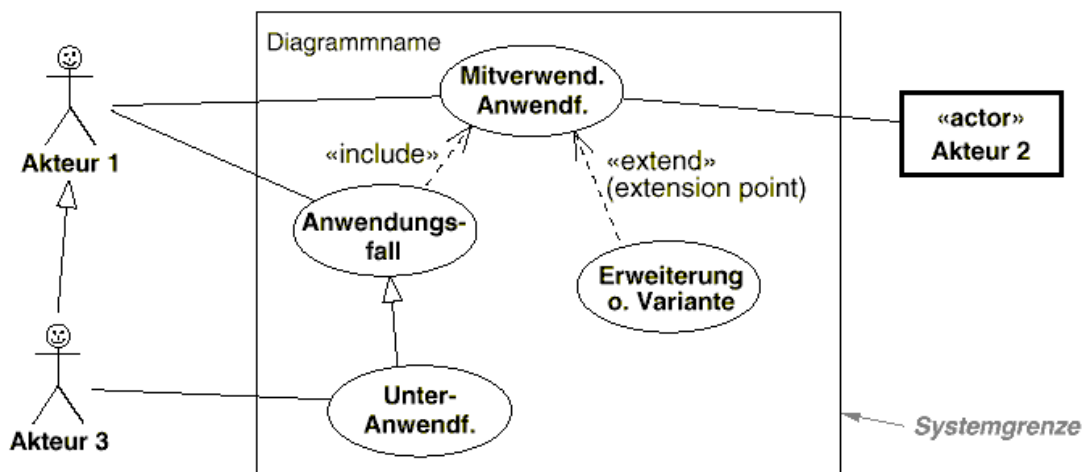 Diagrammname
Mitverwend.
Anwendf.
«actor»
Akteur 2
Akteur 1
«include»
«extend»
(extension point)
Anwendungs-
fall
Erweiterung
o. Variante
Unter-
Anwendf.
Akteur 3
Systemgrenze